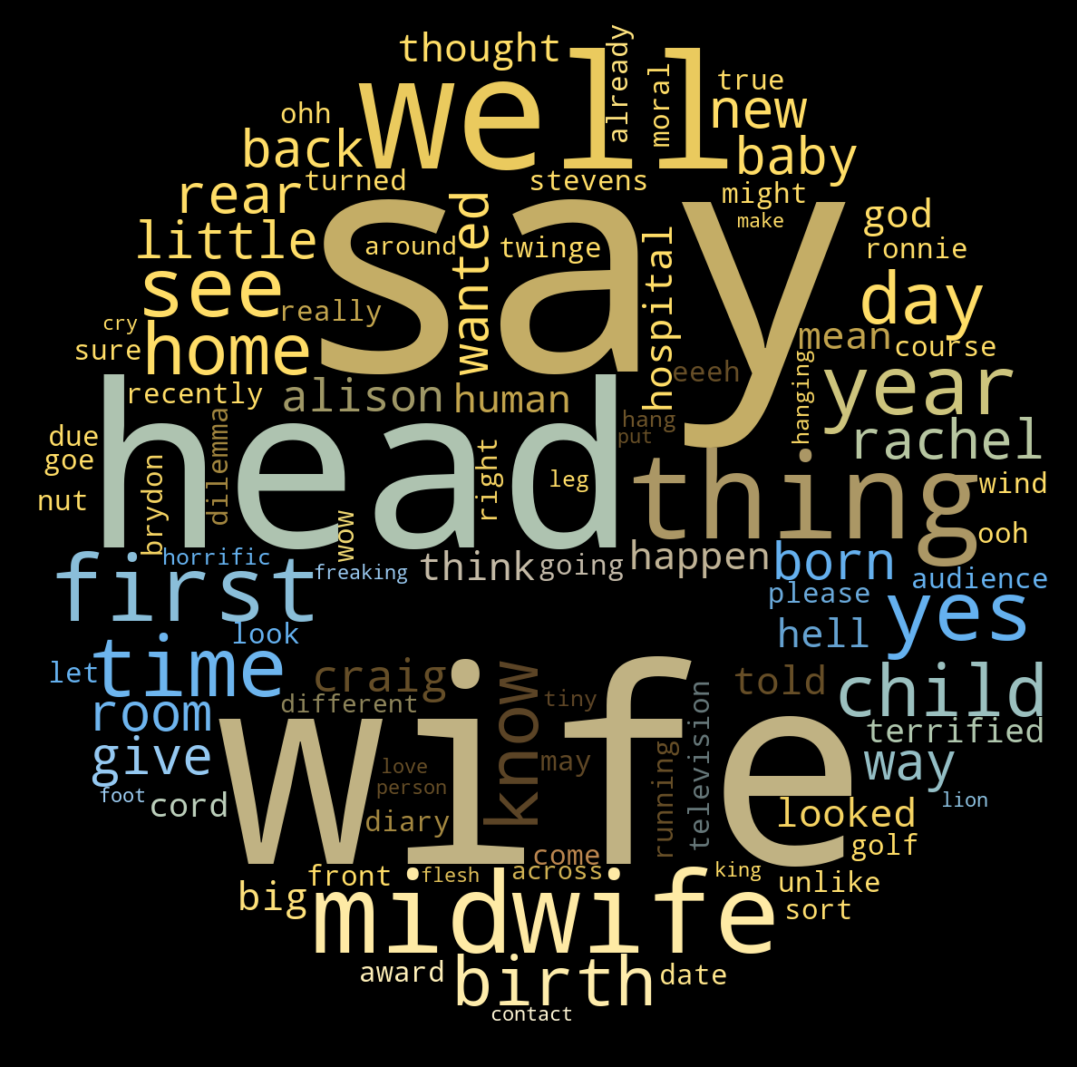 thought
already
well
moral
true
new
ohh
back
baby
rear
turned
stevens
might
make
say
god
ronnie
little
around
wanted
twinge
hospital
see
really
day
cry
sure
home
mean
course
recently
alison
human
eeeh
hanging
year
head
due
goe
nut
brydon
dilemma
right
leg
hang
put
thing
rachel
wind
ooh
wow
horrific
first
freaking
think
going
happen
born
audience
please
yes
look
hell
let
time
craig
know
tiny
told
child
room
different
television
terrified
give
wife
love
person
may
running
way
foot
cord
diary
looked
lion
golf
come
front
flesh
across
king
unlike
big
midwife
sort
award
birth
date
contact